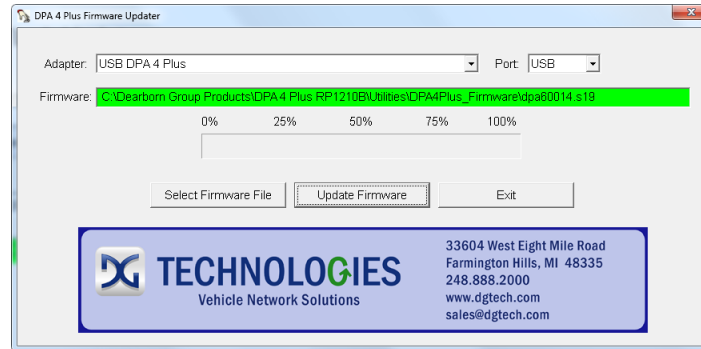 DPA 4 Plus Firmware Updater
Adapter: USB DPA 4 Plus Port: USB
Firmware: C:\Dearborn Group Products\DPA 4 Plus RP1210B\Utilities\DPA4Plus_Firmware\dpa60014.s19
0% 25% 50% 75% 100%
Select Firmware File Update Firmware Exit
DG TECHNOLOGIES
Vehicle Network Solutions
33604 West Eight Mile Road
Farmington Hills, MI 48335
248.888.2000
www.dgtech.com
sales@dgtech.com